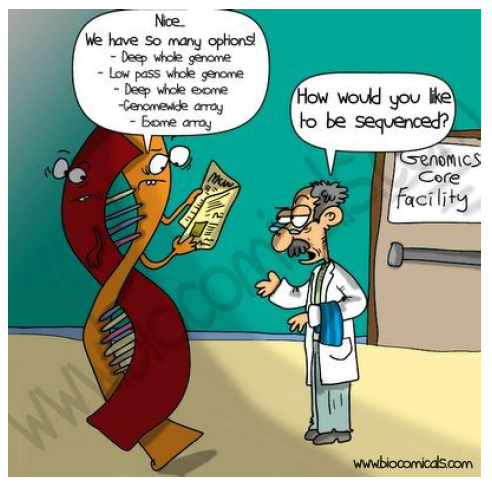 Nice...
We have so many options!
- Deep whole genome
- Low pass whole genome
- Deep whole exome
-Genomewide array
- Exome array
How would you like
to be sequenced?
Genomics
Core
Facility
Menu
www.biocomicals.com
www.biocomicals.com